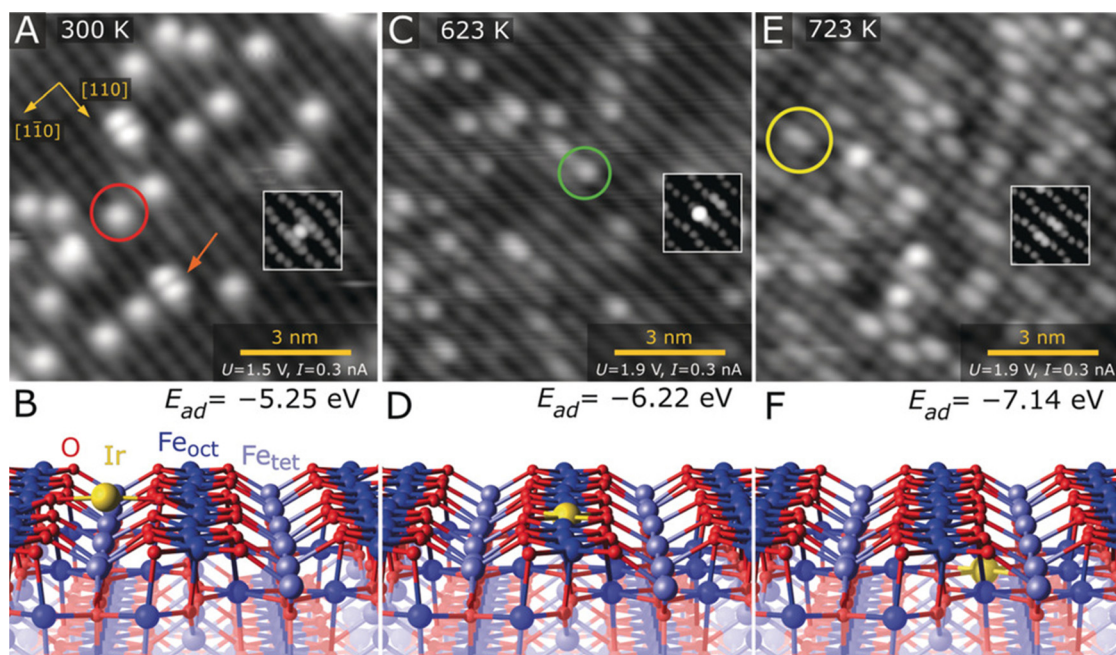 A 300 K
[110]
[11̄0]
3 nm
U=1.5 V, I=0.3 nA
C 623 K
3 nm
U=1.9 V, I=0.3 nA
E 723 K
3 nm
U=1.9 V, I=0.3 nA
B Ead= −5.25 eV
O Ir Feoct Fetet
D Ead= −6.22 eV
F Ead= −7.14 eV